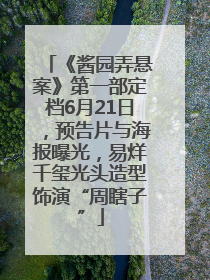 「《酱园弄悬
案》第一部定
档6月21日
，预告片与海
报曝光，易烊
千玺光头造型
饰演“周瞎子
”」